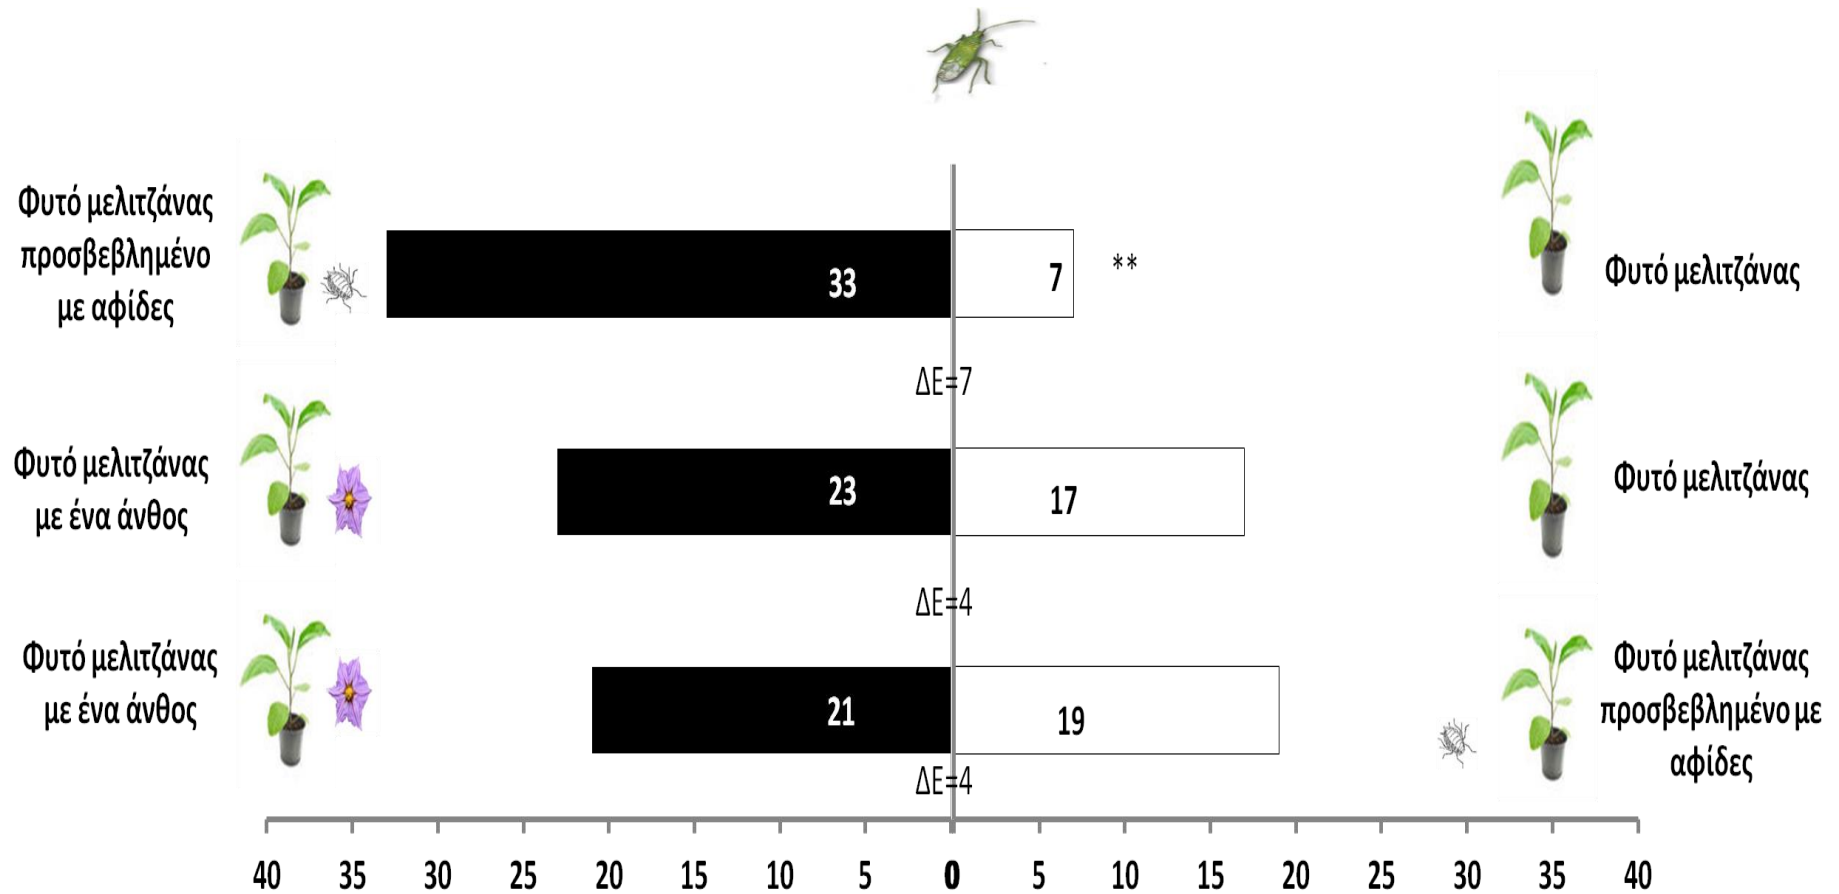 Φυτό μελιτζάνας
προσβεβλημένο
με αφίδες
33
7
**
Φυτό μελιτζάνας
ΔΕ=7
Φυτό μελιτζάνας
με ένα άνθος
23
17
Φυτό μελιτζάνας
ΔΕ=4
Φυτό μελιτζάνας
με ένα άνθος
21
19
Φυτό μελιτζάνας
προσβεβλημένο με
αφίδες
ΔΕ=4
40 35 30 25 20 15 10 5 0 5 10 15 20 25 30 35 40